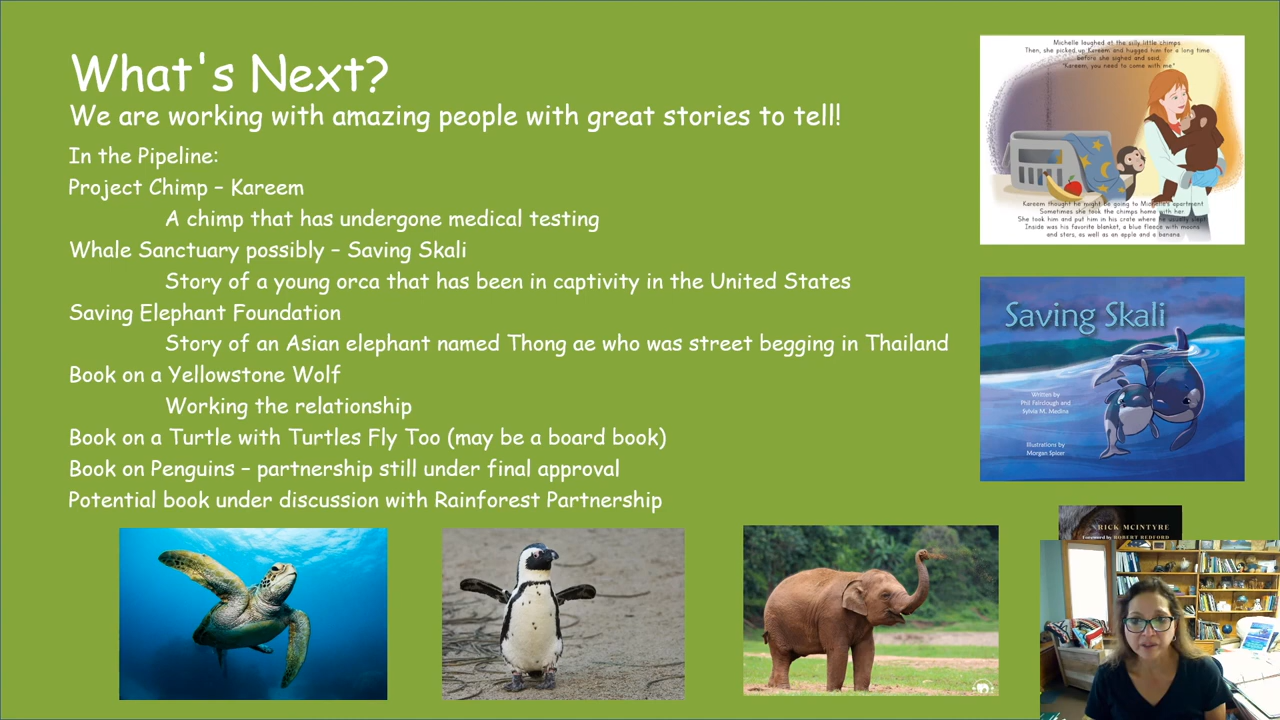 What's Next?
We are working with amazing people with great stories to tell!
In the Pipeline:
Project Chimp – Kareem
A chimp that has undergone medical testing
Whale Sanctuary possibly – Saving Skali
Story of a young orca that has been in captivity in the United States
Saving Elephant Foundation
Story of an Asian elephant named Thong ae who was street begging in Thailand
Book on a Yellowstone Wolf
Working the relationship
Book on a Turtle with Turtles Fly Too (may be a board book)
Book on Penguins – partnership still under final approval
Potential book under discussion with Rainforest Partnership
Michelle laughed at the silly little chimps.
Then, she picked up Kareem and hugged him for a long time
before she sighed and said,
"Kareem, you need to come with me"
Kareem thought he might be going to Michelle's apartment
Sometimes she took the chimps home with her.
She took him and put him in his crate where he usually slept
Inside was his favorite blanket, a blue fleece with moons
and stars, as well as an apple and a banana.
Saving Skali
Written by
Phil Fairclough and
Sylvia M. Medina
Illustrations by
Morgan Spicer
RICK MCINTYRE
Foreword by ROBERT REDFORD